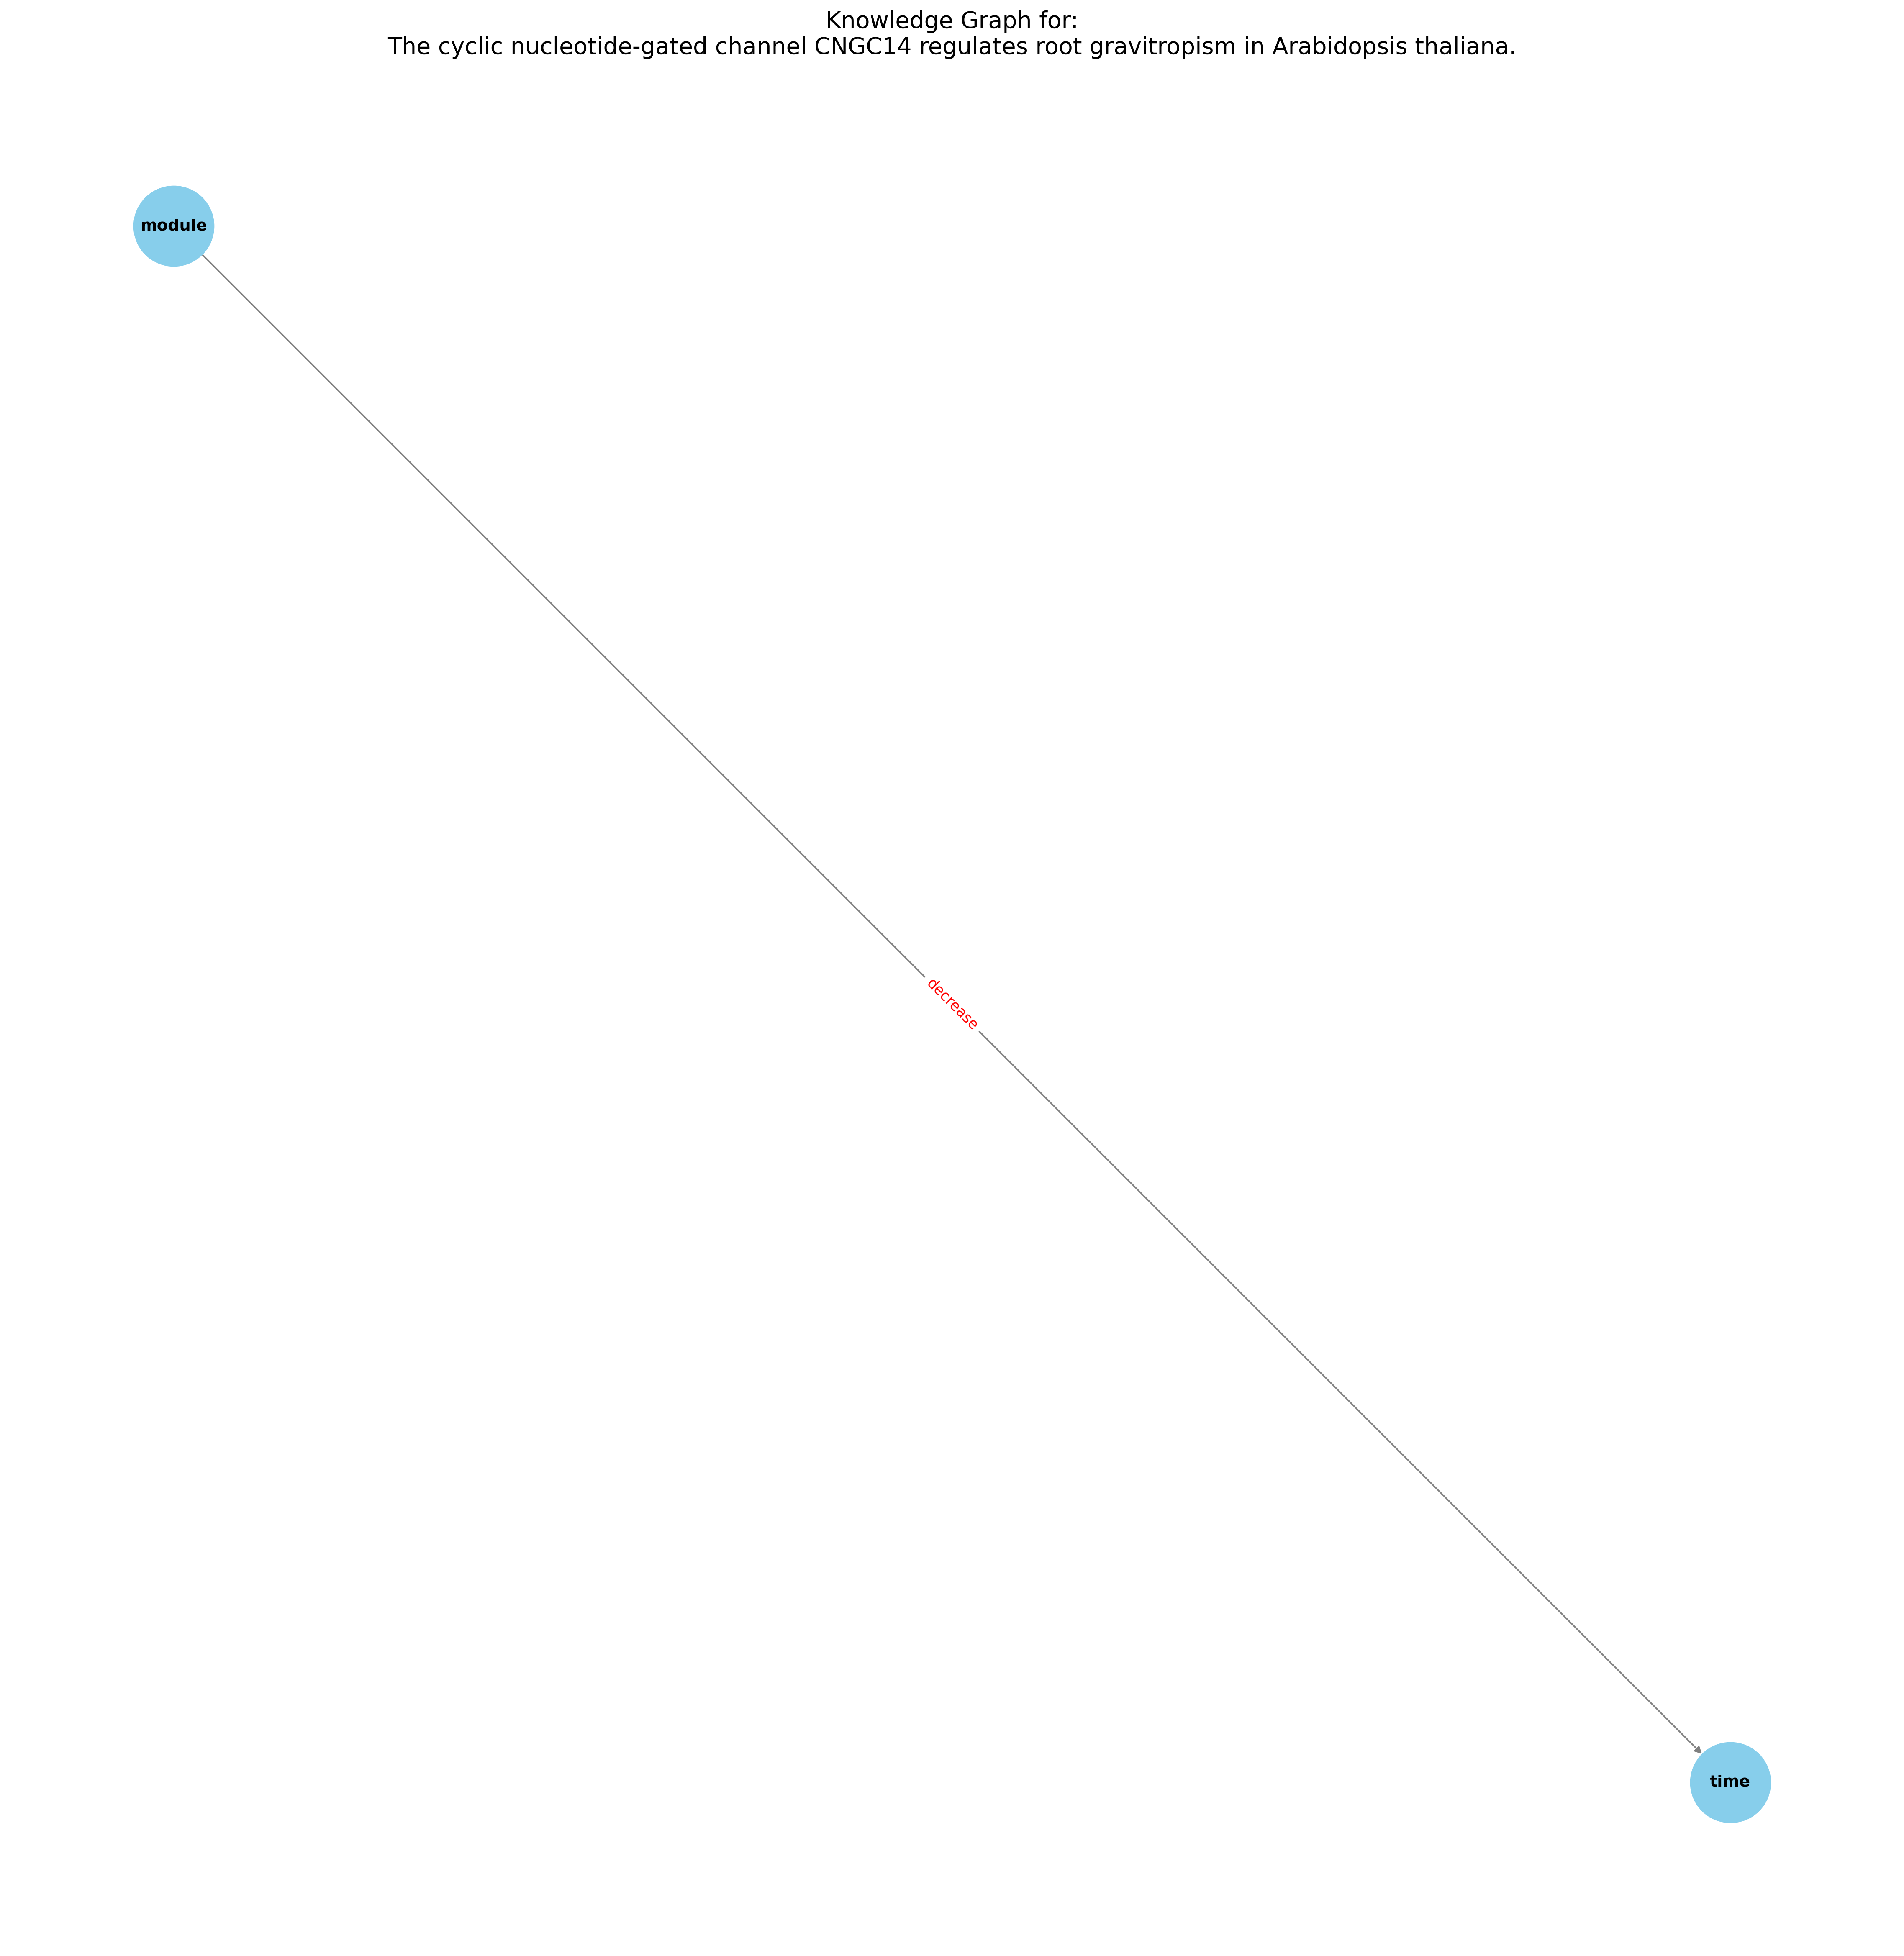 Knowledge Graph for:
The cyclic nucleotide-gated channel CNGC14 regulates root gravitropism in Arabidopsis thaliana.
module
decrease
time